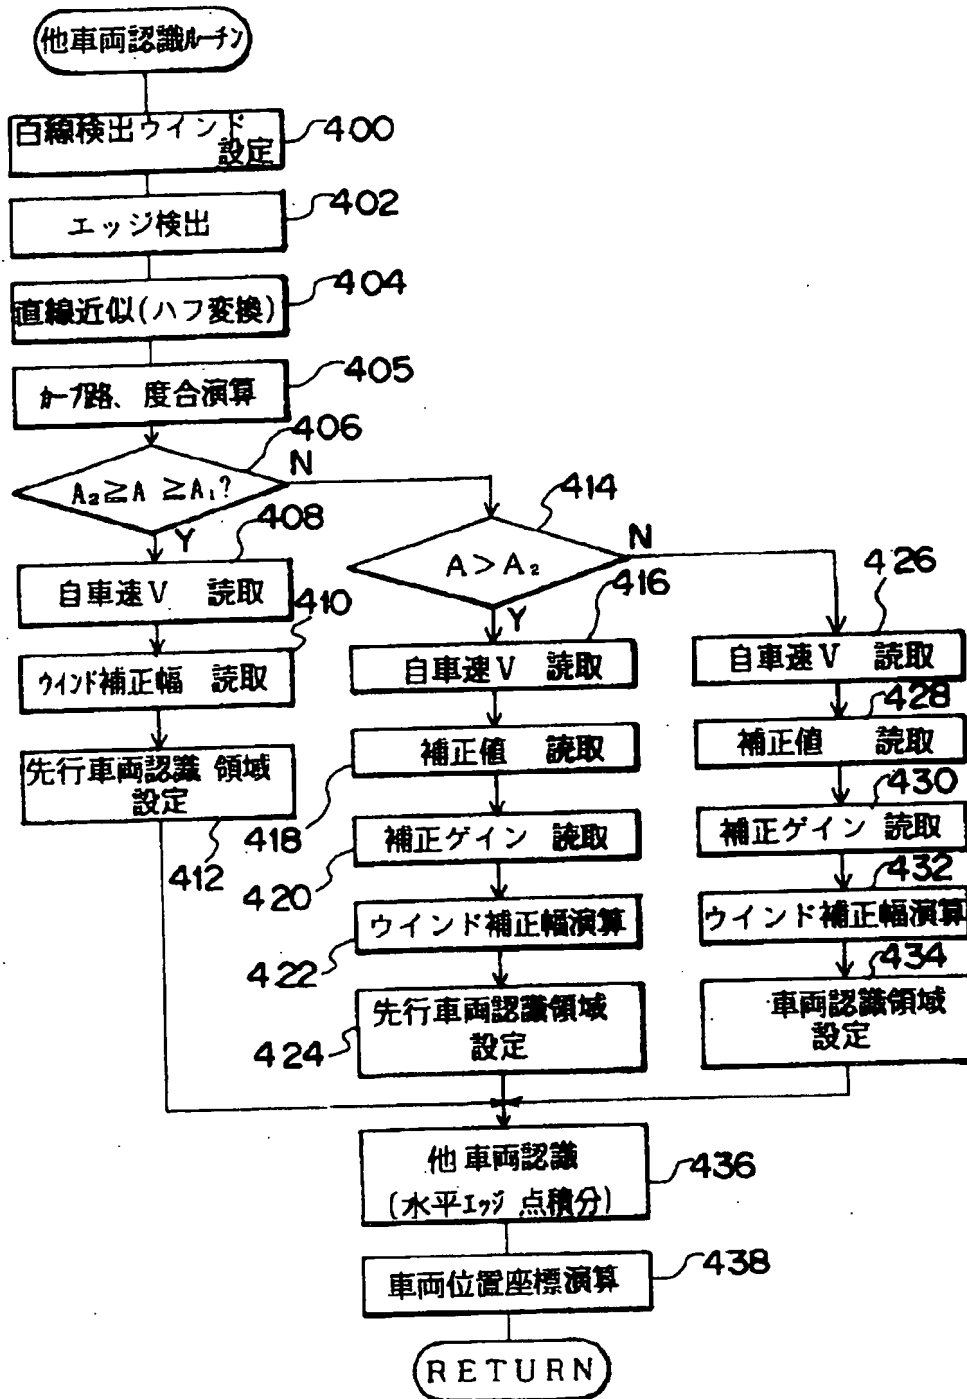 他車両認識ルーチン
白線検出ウインド
設定
400
エッジ検出
402
直線近似(ハフ変換)
404
カーブ路、度合演算
405
A₂≧A ≧A₁?
406
N
Y
自車速V 読取
408
ウインド補正幅 読取
410
先行車両認識 領域
設定
412
A>A₂
414
N
Y
自車速V 読取
416
補正値 読取
418
補正ゲイン 読取
420
ウインド補正幅演算
422
先行車両認識領域
設定
424
自車速V 読取
426
補正値 読取
428
補正ゲイン 読取
430
ウインド補正幅演算
432
車両認識領域
設定
434
他車両認識
(水平エッジ 点積分)
436
車両位置座標演算
438
RETURN